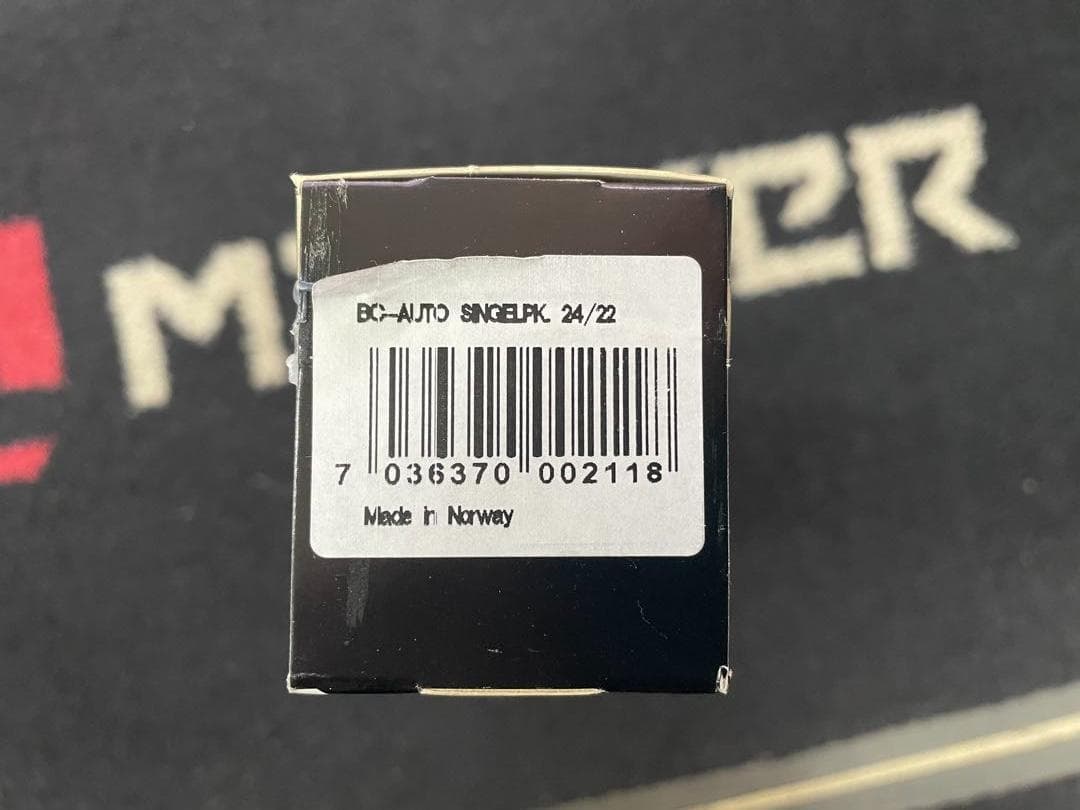 BC-AUTO SINGELPK. 24/22
7 036370 002118
Made in Norway